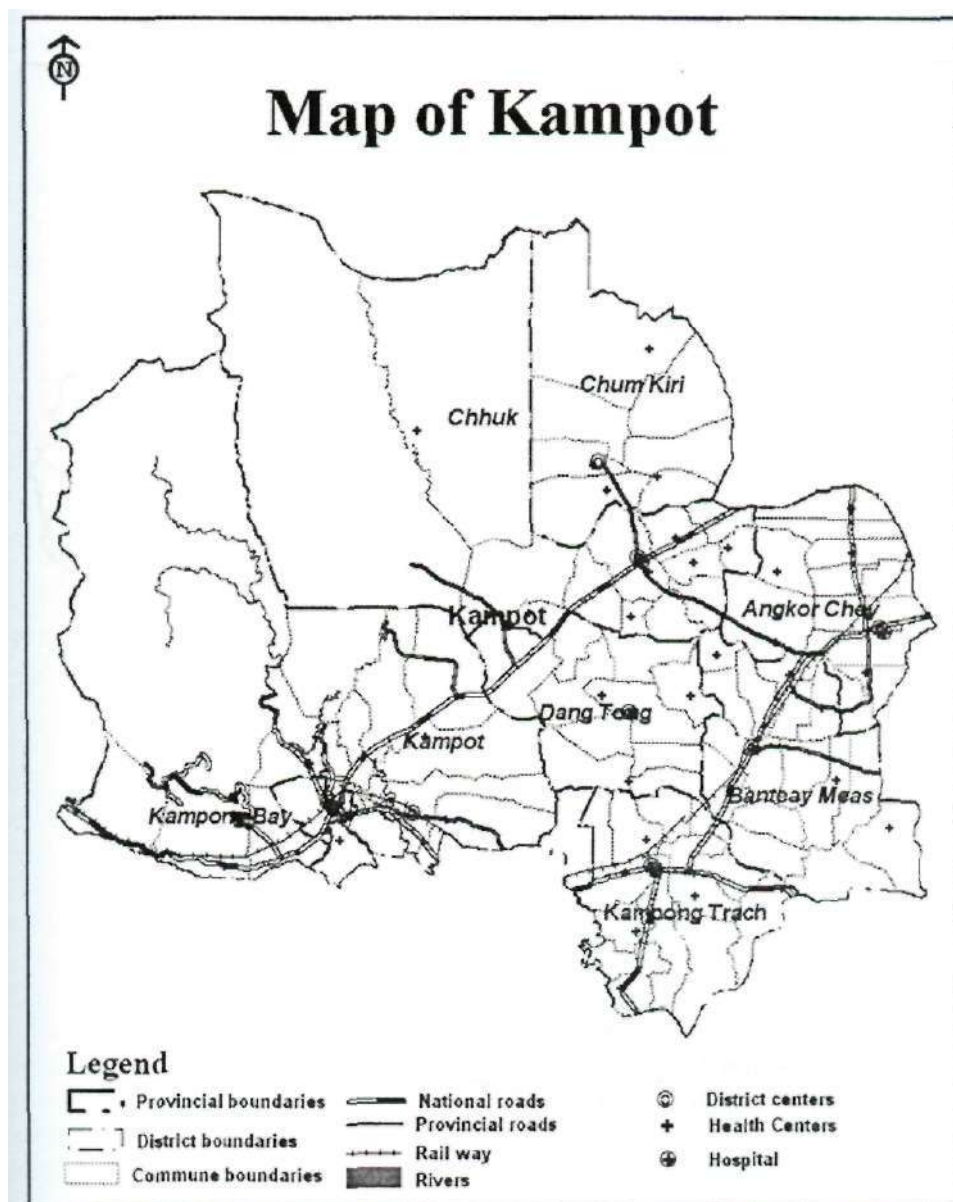 N
Map of Kampot
Chum Kiri
Chhuk
Angkor Chey
Kampot
Dang Tong
Kampot
Banteay Meas
Kampong Bay
Kampong Trach
Legend
Provincial boundaries
District boundaries
Commune boundaries
National roads
Provincial roads
Rail way
Rivers
District centers
Health Centers
Hospital